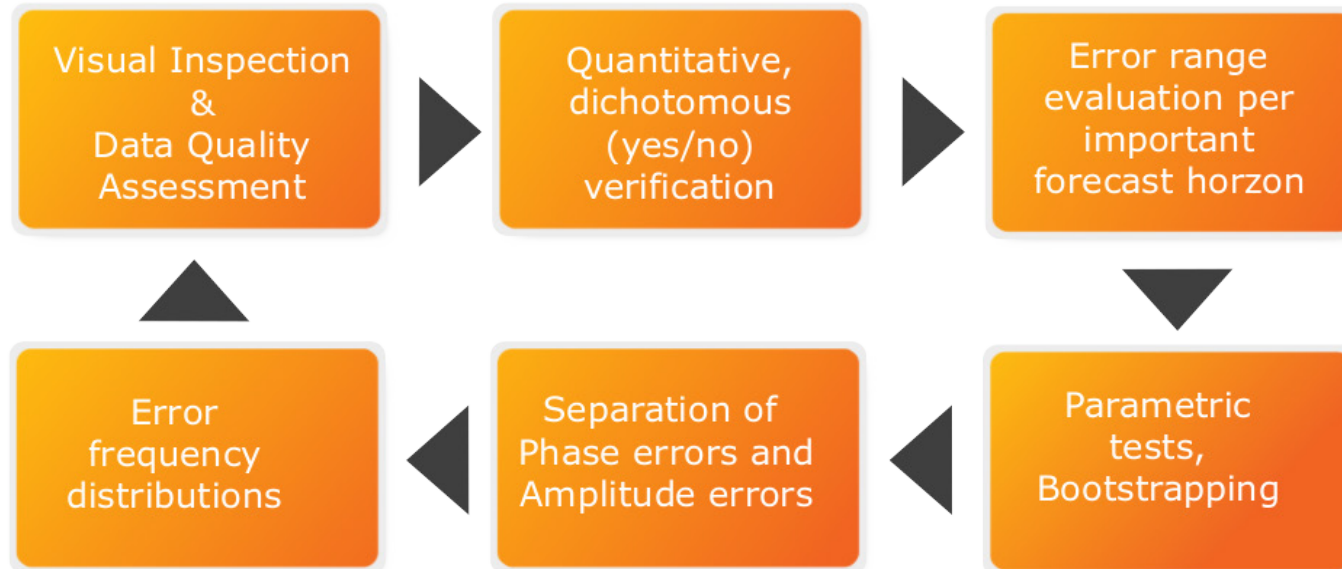 Visual Inspection
&
Data Quality
Assessment
Quantitative,
dichotomous
(yes/no)
verification
Error range
evaluation per
important
forecast horzon
Error
frequency
distributions
Separation of
Phase errors and
Amplitude errors
Parametric
tests,
Bootstrapping